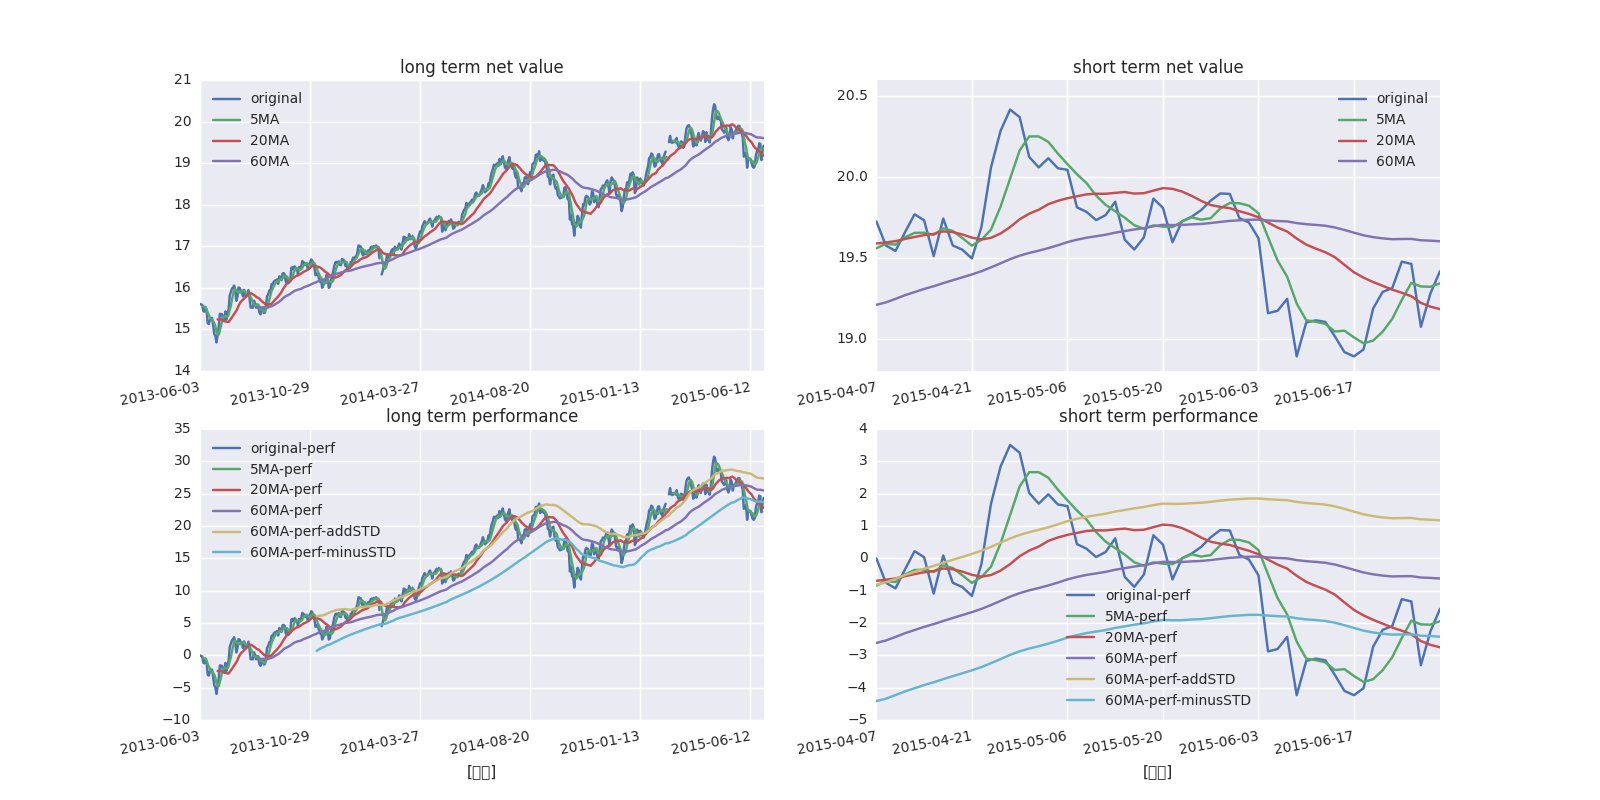 long term net value
21
20
19
18
17
16
15
14
original
5MA
20MA
60MA
2013-06-03 2013-10-29 2014-03-27 2014-08-20 2015-01-13 2015-06-12
short term net value
20.5
20.0
19.5
19.0
original
5MA
20MA
60MA
2015-04-07 2015-04-21 2015-05-06 2015-05-20 2015-06-03 2015-06-17
long term performance
35
30
25
20
15
10
5
0
−5
−10
original-perf
5MA-perf
20MA-perf
60MA-perf
60MA-perf-addSTD
60MA-perf-minusSTD
2013-06-03 2013-10-29 2014-03-27 2014-08-20 2015-01-13 2015-06-12
short term performance
4
3
2
1
0
−1
−2
−3
−4
−5
original-perf
5MA-perf
20MA-perf
60MA-perf
60MA-perf-addSTD
60MA-perf-minusSTD
2015-04-07 2015-04-21 2015-05-06 2015-05-20 2015-06-03 2015-06-17